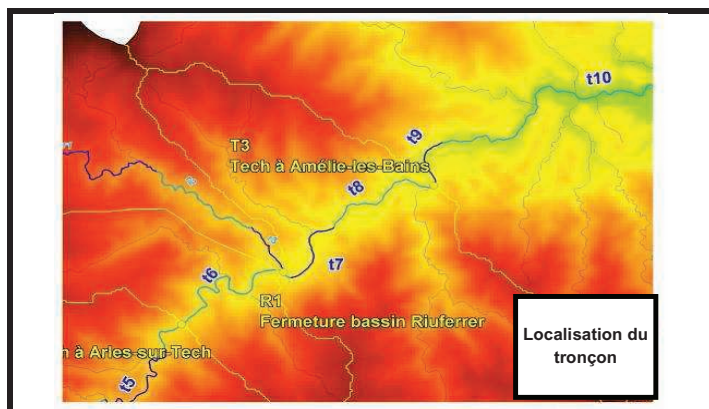 t10
t9
T3
Tech à Amélie-les-Bains
t8
t7
t6
R1
Fermeture bassin Riuferrer
n à Arles-sur-Tech
t5
Localisation du
tronçon